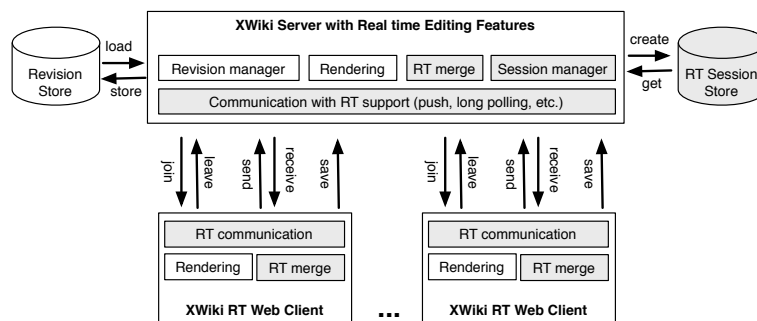 XWiki Server with Real time Editing Features
load
store
Revision
Store
Revision manager
Rendering
RT merge
Session manager
Communication with RT support (push, long polling, etc.)
create
get
RT Session
Store
join
leave
send
receive
save
join
leave
send
receive
save
RT communication
Rendering
RT merge
XWiki RT Web Client
...
RT communication
Rendering
RT merge
XWiki RT Web Client